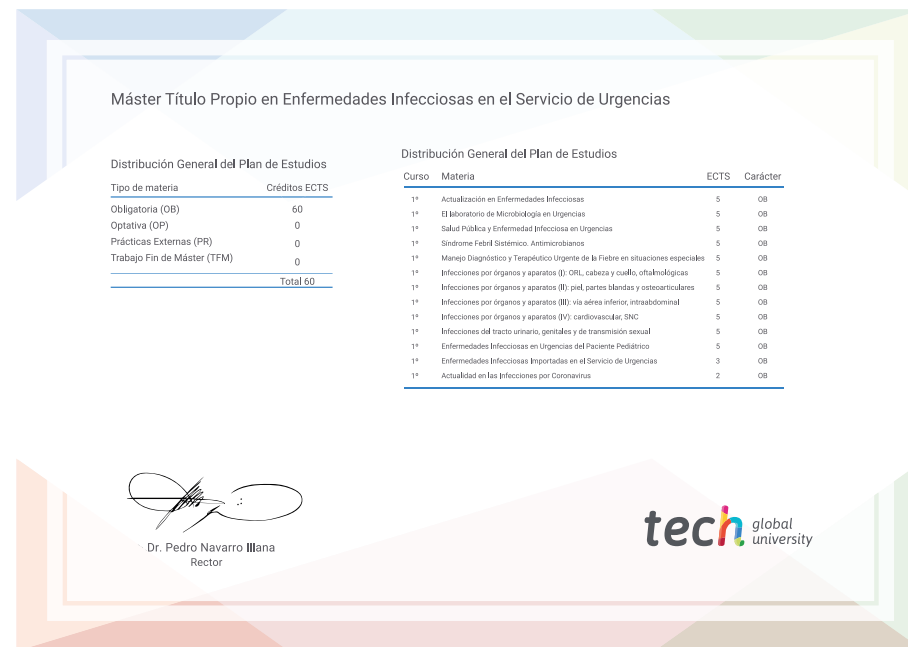 Máster Título Propio en Enfermedades Infecciosas en el Servicio de Urgencias
Distribución General del Plan de Estudios
Tipo de materia Créditos ECTS
Obligatoria (OB) 60
Optativa (OP) 0
Prácticas Externas (PR) 0
Trabajo Fin de Máster (TFM) 0
Total 60
Distribución General del Plan de Estudios
Curso Materia ECTS Carácter
1º Actualización en Enfermedades Infecciosas 5 OB
1º El laboratorio de Microbiología en Urgencias 5 OB
1º Salud Pública y Enfermedad Infecciosa en Urgencias 5 OB
1º Síndrome Febril Sistémico. Antimicrobianos 5 OB
1º Manejo Diagnóstico y Terapéutico Urgente de la Fiebre en situaciones especiales 5 OB
1º Infecciones por órganos y aparatos (I): ORL, cabeza y cuello, oftalmológicas 5 OB
1º Infecciones por órganos y aparatos (II): piel, partes blandas y osteoarticulares 5 OB
1º Infecciones por órganos y aparatos (III): vía aérea inferior, intraabdominal 5 OB
1º Infecciones por órganos y aparatos (IV): cardiovascular, SNC 5 OB
1º Infecciones del tracto urinario, genitales y de transmisión sexual 5 OB
1º Enfermedades Infecciosas en Urgencias del Paciente Pediátrico 5 OB
1º Enfermedades Infecciosas Importadas en el Servicio de Urgencias 3 OB
1º Actualidad en las Infecciones por Coronavirus 2 OB
Dr. Pedro Navarro Illana
Rector
tech global university